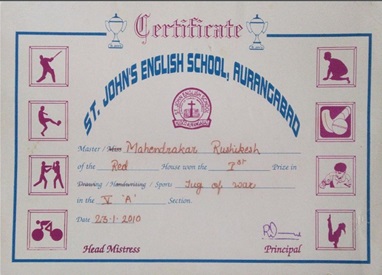 Certificate
ST. JOHN'S ENGLISH SCHOOL, AURANGABAD
Master / Miss Mahendrakar Rushikesh
of the Red House won the Ist Prize in
Drawing / Handwriting / Sports Tug of war
in the V 'A' Section.
Date 23.1.2010
Head Mistress
Principal